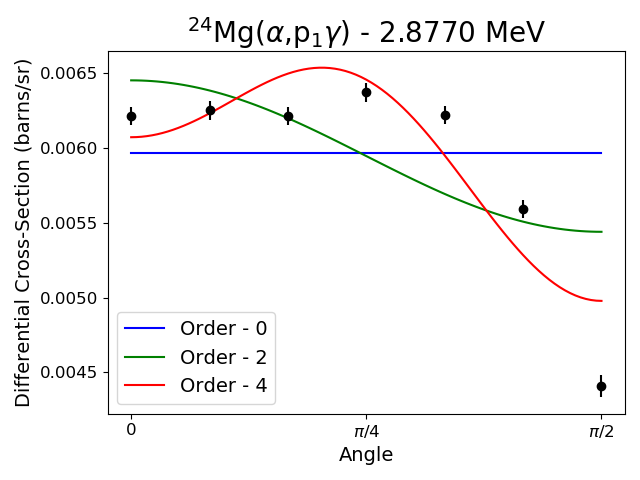 ²⁴Mg(α,p₁γ) - 2.8770 MeV
Differential Cross-Section (barns/sr)
0.0065
0.0060
0.0055
0.0050
0.0045
Order - 0
Order - 2
Order - 4
0
π/4
π/2
Angle